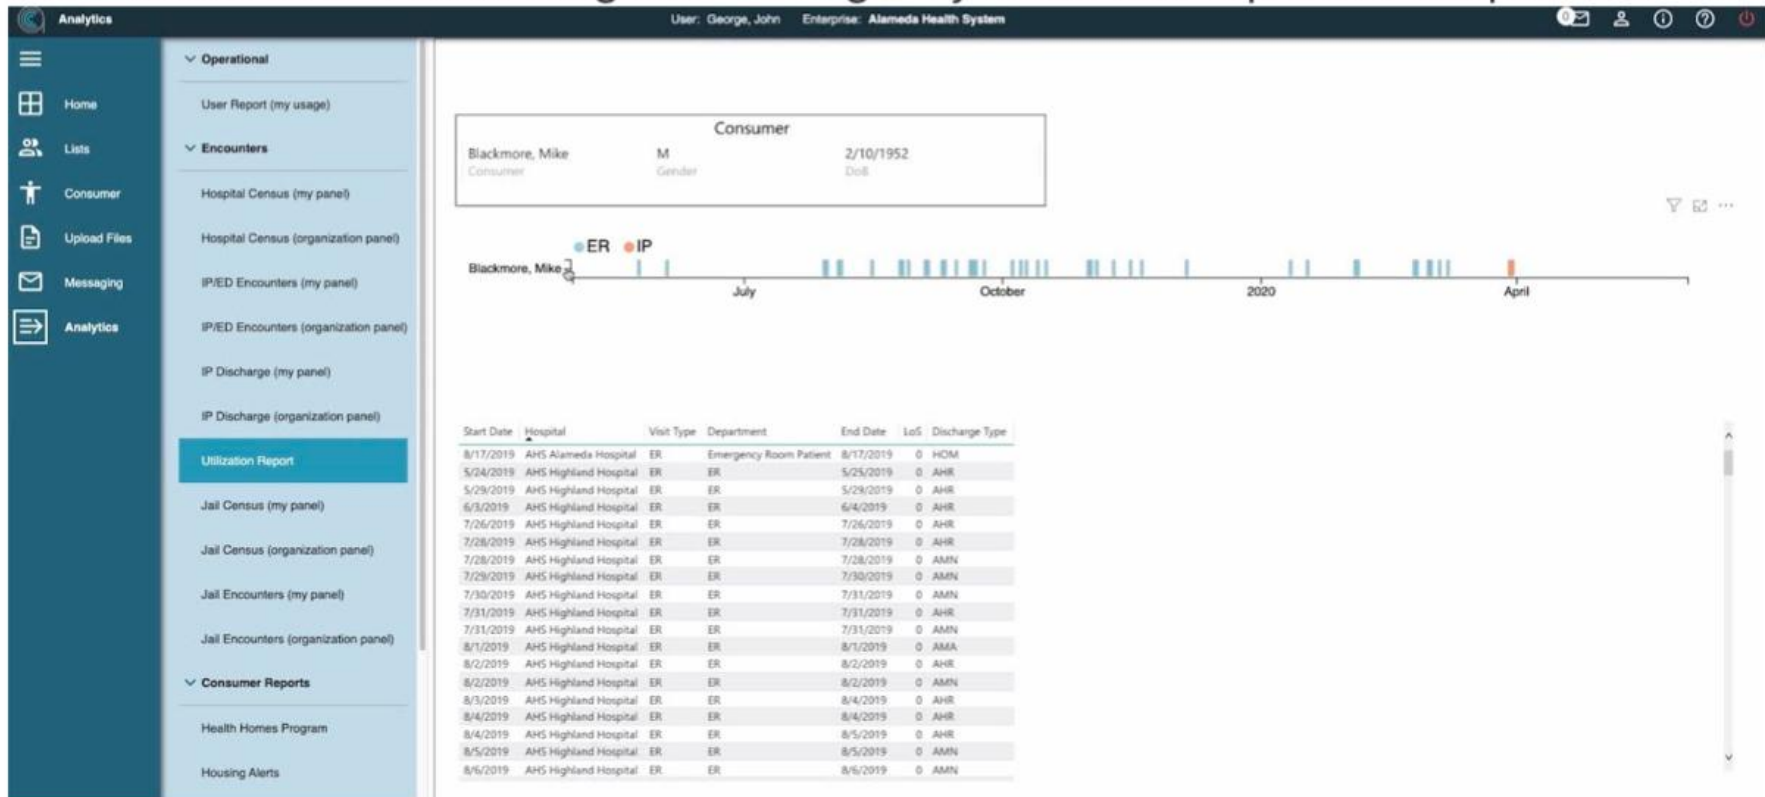 Analytics
User: George, John Enterprise: Alameda Health System
0
Home
Lists
Consumer
Upload Files
Messaging
Analytics
Operational
User Report (my usage)
Encounters
Hospital Census (my panel)
Hospital Census (organization panel)
IP/ED Encounters (my panel)
IP/ED Encounters (organization panel)
IP Discharge (my panel)
IP Discharge (organization panel)
Utilization Report
Jail Census (my panel)
Jail Census (organization panel)
Jail Encounters (my panel)
Jail Encounters (organization panel)
Consumer Reports
Health Homes Program
Housing Alerts
Consumer
Blackmore, Mike M 2/10/1952
Consumer Gender DoB
ER IP
Blackmore, Mike
July October 2020 April
Start Date Hospital Visit Type Department End Date LoS Discharge Type
8/17/2019 AHS Alameda Hospital ER Emergency Room Patient 8/17/2019 0 HOM
5/24/2019 AHS Highland Hospital ER ER 5/25/2019 0 AHR
5/29/2019 AHS Highland Hospital ER ER 5/29/2019 0 AHR
6/3/2019 AHS Highland Hospital ER ER 6/4/2019 0 AHR
7/26/2019 AHS Highland Hospital ER ER 7/26/2019 0 AHR
7/28/2019 AHS Highland Hospital ER ER 7/28/2019 0 AHR
7/28/2019 AHS Highland Hospital ER ER 7/28/2019 0 AMN
7/29/2019 AHS Highland Hospital ER ER 7/30/2019 0 AMN
7/30/2019 AHS Highland Hospital ER ER 7/31/2019 0 AMN
7/31/2019 AHS Highland Hospital ER ER 7/31/2019 0 AHR
7/31/2019 AHS Highland Hospital ER ER 7/31/2019 0 AMN
8/1/2019 AHS Highland Hospital ER ER 8/1/2019 0 AMA
8/2/2019 AHS Highland Hospital ER ER 8/2/2019 0 AHR
8/2/2019 AHS Highland Hospital ER ER 8/2/2019 0 AMN
8/3/2019 AHS Highland Hospital ER ER 8/4/2019 0 AHR
8/4/2019 AHS Highland Hospital ER ER 8/4/2019 0 AHR
8/4/2019 AHS Highland Hospital ER ER 8/5/2019 0 AHR
8/5/2019 AHS Highland Hospital ER ER 8/5/2019 0 AMN
8/6/2019 AHS Highland Hospital ER ER 8/6/2019 0 AMN